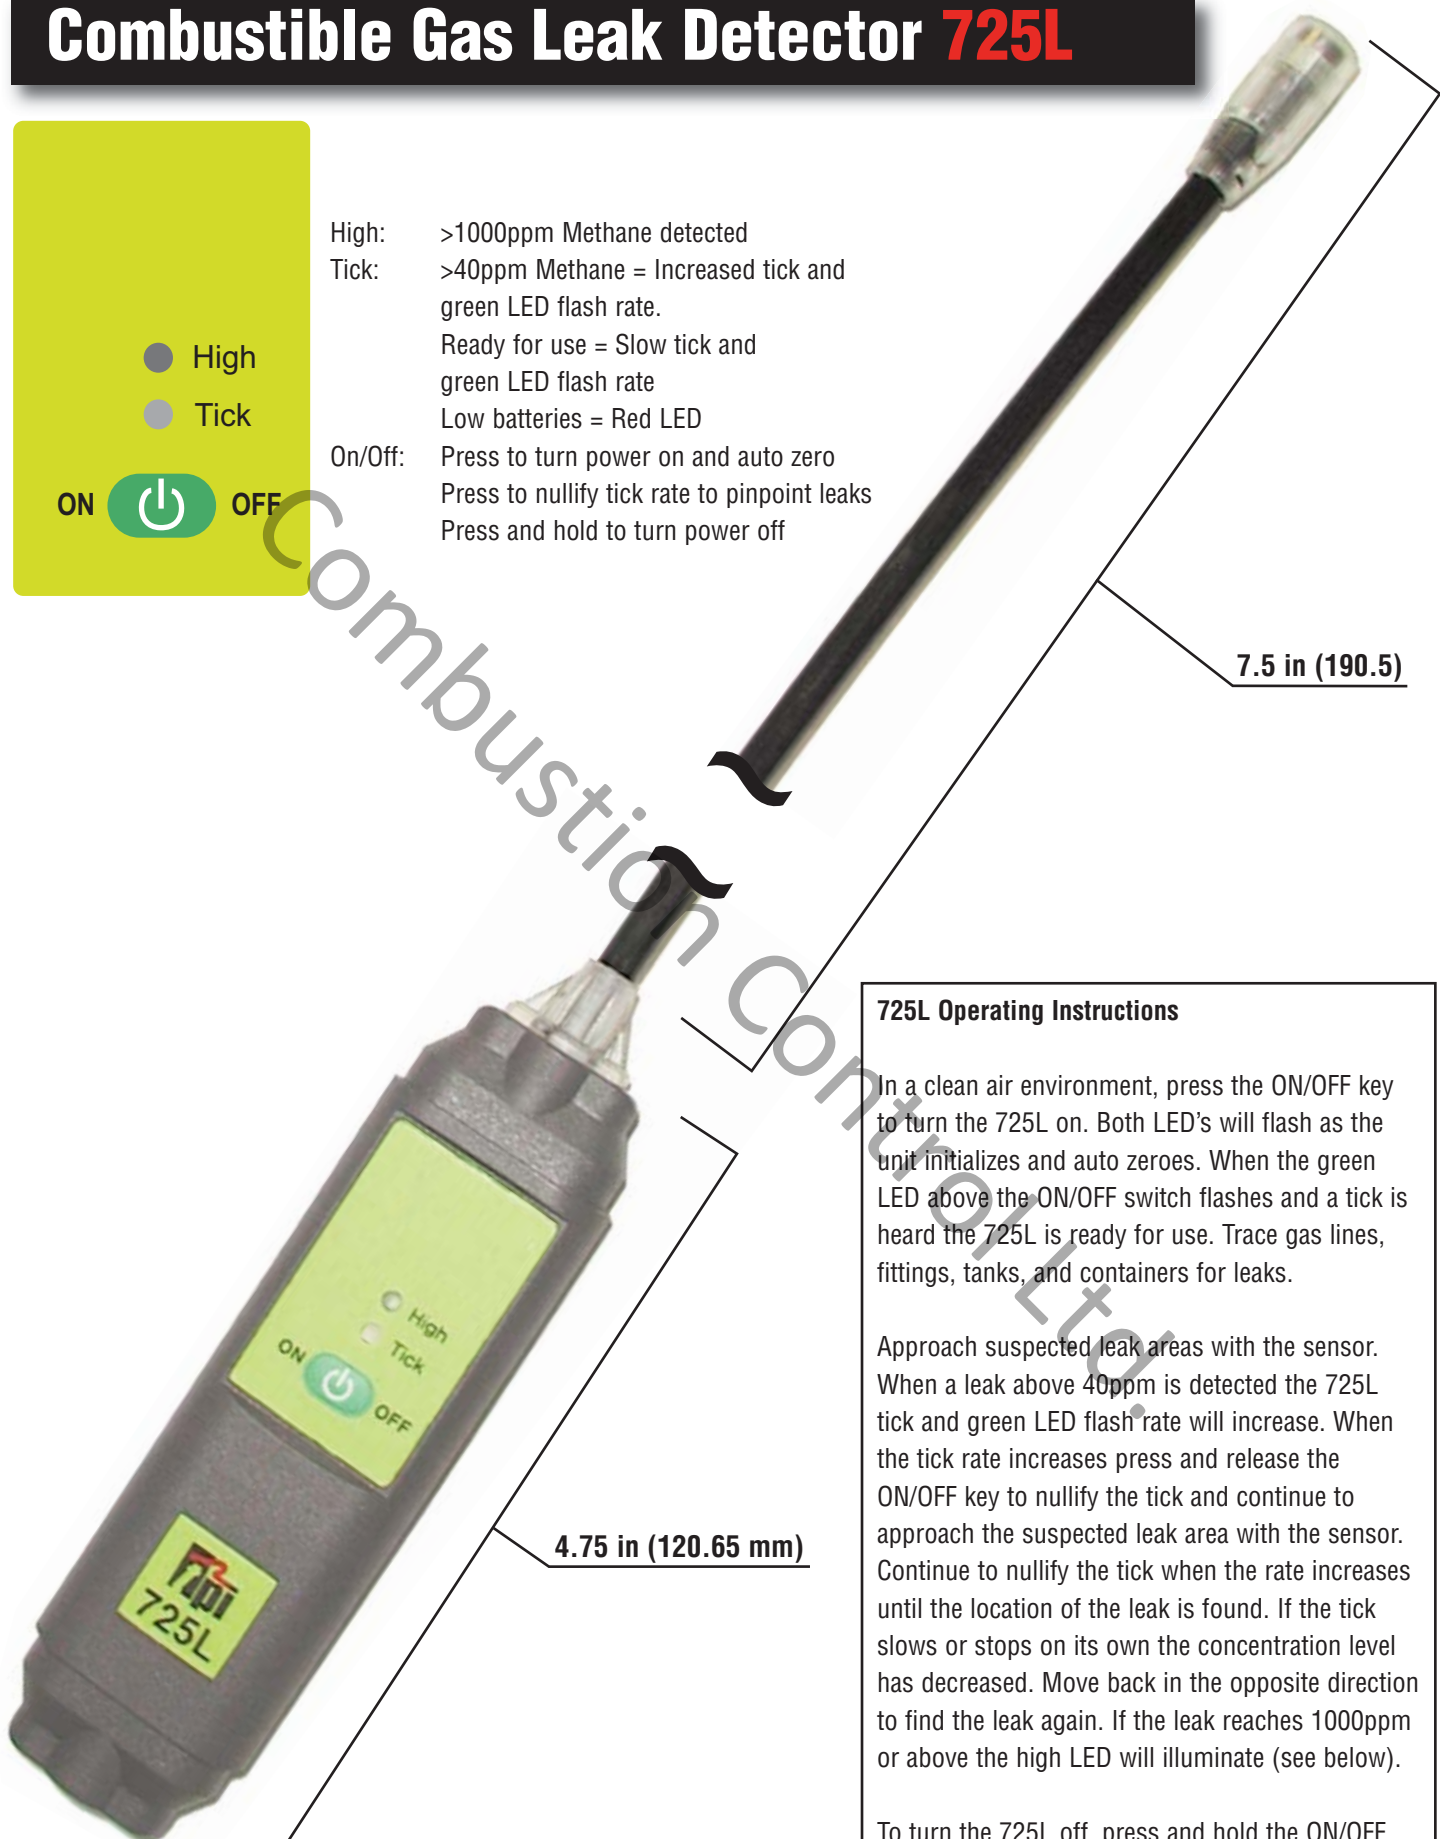 Combustible Gas Leak Detector 725L
High: >1000ppm Methane detected
Tick: >40ppm Methane = Increased tick and
green LED flash rate.
Ready for use = Slow tick and
green LED flash rate
Low batteries = Red LED
On/Off: Press to turn power on and auto zero
Press to nullify tick rate to pinpoint leaks
Press and hold to turn power off
High
Tick
ON OFF
7.5 in (190.5)
Combustion Control Ltd.
725L Operating Instructions
In a clean air environment, press the ON/OFF key
to turn the 725L on. Both LED's will flash as the
unit initializes and auto zeroes. When the green
LED above the ON/OFF switch flashes and a tick is
heard the 725L is ready for use. Trace gas lines,
fittings, tanks, and containers for leaks.
Approach suspected leak areas with the sensor.
When a leak above 40ppm is detected the 725L
tick and green LED flash rate will increase. When
the tick rate increases press and release the
ON/OFF key to nullify the tick and continue to
approach the suspected leak area with the sensor.
Continue to nullify the tick when the rate increases
until the location of the leak is found. If the tick
slows or stops on its own the concentration level
has decreased. Move back in the opposite direction
to find the leak again. If the leak reaches 1000ppm
or above the high LED will illuminate (see below).
To turn the 725L off, press and hold the ON/OFF
High
Tick
ON
OFF
4.75 in (120.65 mm)
tpi
725L